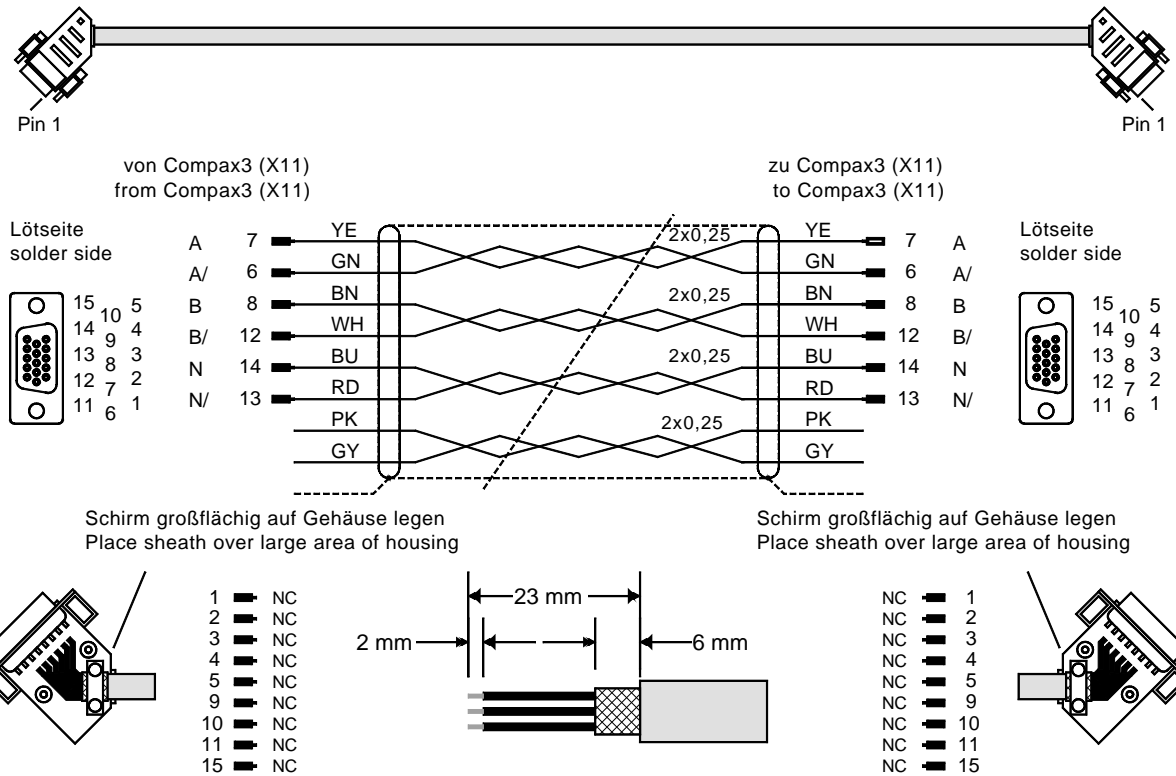 Pin 1
Pin 1
von Compax3 (X11)
from Compax3 (X11)
zu Compax3 (X11)
to Compax3 (X11)
Lötseite
solder side
Lötseite
solder side
A 7 YE 2x0,25 YE 7 A
A/ 6 GN GN 6 A/
B 8 BN 2x0,25 BN 8 B
B/ 12 WH WH 12 B/
N 14 BU 2x0,25 BU 14 N
N/ 13 RD RD 13 N/
PK 2x0,25 PK
GY GY
15 10 5
14 9 4
13 8 3
12 7 2
11 6 1
15 10 5
14 9 4
13 8 3
12 7 2
11 6 1
Schirm großflächig auf Gehäuse legen
Place sheath over large area of housing
Schirm großflächig auf Gehäuse legen
Place sheath over large area of housing
1 NC
2 NC
3 NC
4 NC
5 NC
9 NC
10 NC
11 NC
15 NC
23 mm
2 mm
6 mm
NC 1
NC 2
NC 3
NC 4
NC 5
NC 9
NC 10
NC 11
NC 15